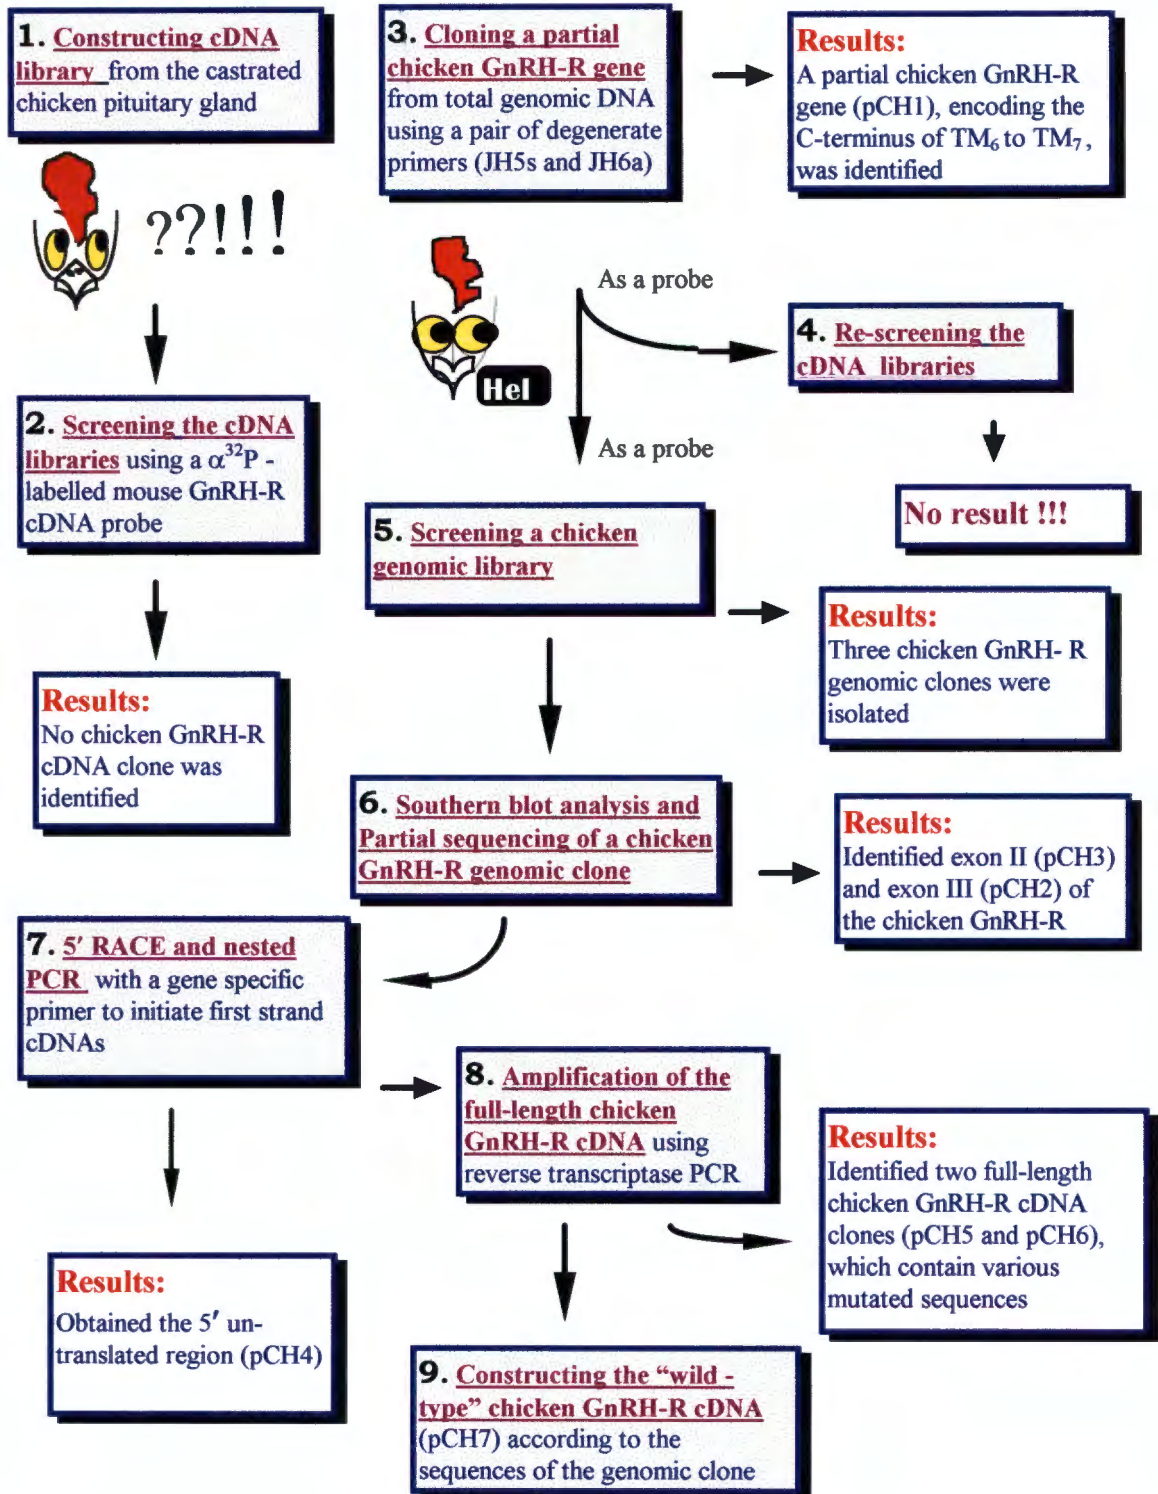 1. Constructing cDNA
library from the castrated
chicken pituitary gland
??!!!
2. Screening the cDNA
libraries using a α³²P -
labelled mouse GnRH-R
cDNA probe
Results:
No chicken GnRH-R
cDNA clone was
identified
3. Cloning a partial
chicken GnRH-R gene
from total genomic DNA
using a pair of degenerate
primers (JH5s and JH6a)
Results:
A partial chicken GnRH-R
gene (pCH1), encoding the
C-terminus of TM₆ to TM₇,
was identified
HeI
As a probe
As a probe
4. Re-screening the
cDNA libraries
No result !!!
5. Screening a chicken
genomic library
Results:
Three chicken GnRH- R
genomic clones were
isolated
6. Southern blot analysis and
Partial sequencing of a chicken
GnRH-R genomic clone
Results:
Identified exon II (pCH3)
and exon III (pCH2) of
the chicken GnRH-R
7. 5′ RACE and nested
PCR with a gene specific
primer to initiate first strand
cDNAs
Results:
Obtained the 5′ un-
translated region (pCH4)
8. Amplification of the
full-length chicken
GnRH-R cDNA using
reverse transcriptase PCR
Results:
Identified two full-length
chicken GnRH-R cDNA
clones (pCH5 and pCH6),
which contain various
mutated sequences
9. Constructing the “wild -
type” chicken GnRH-R cDNA
(pCH7) according to the
sequences of the genomic clone